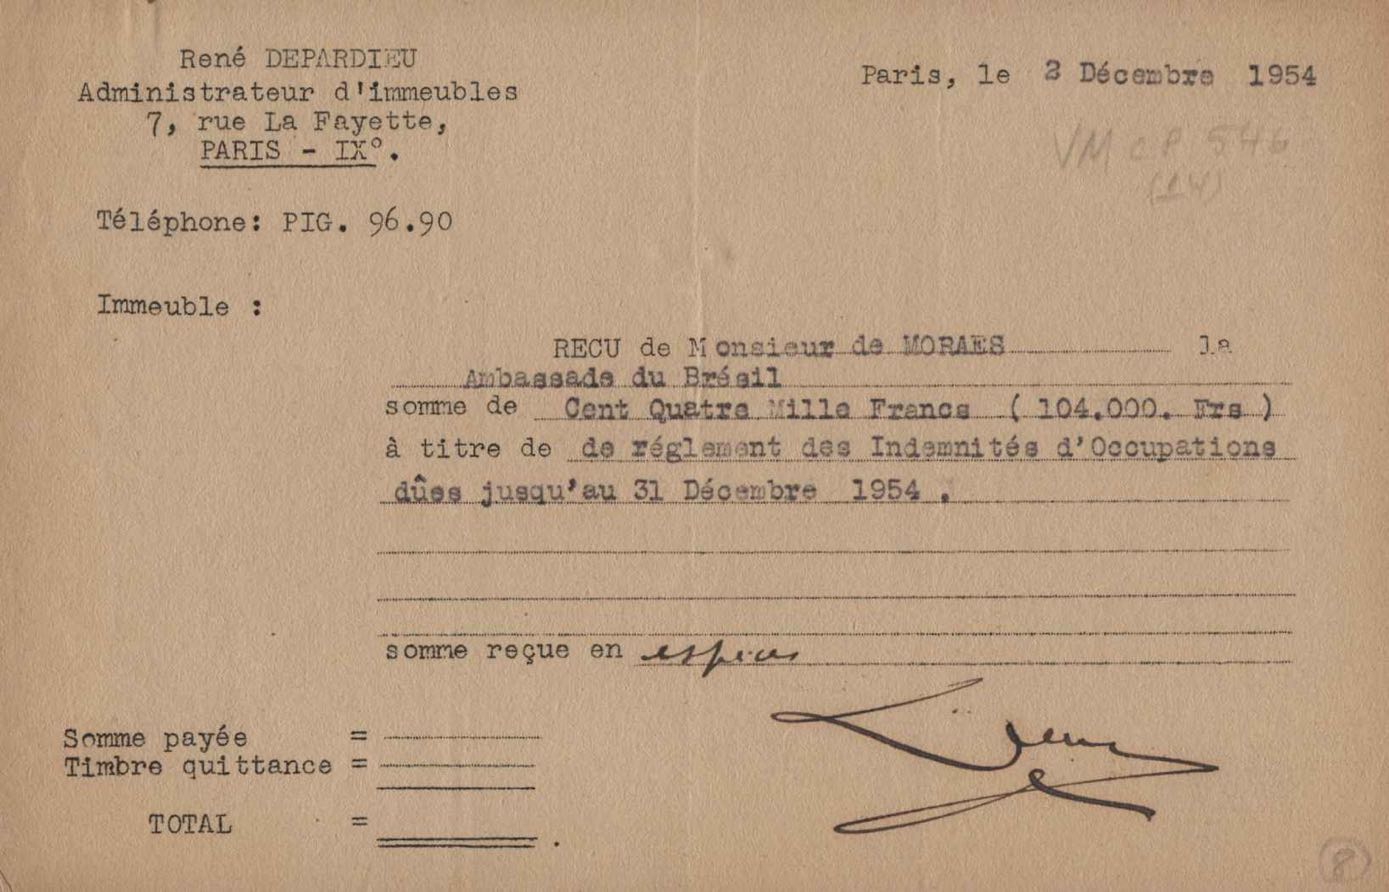 René DEPARDIEU
Administrateur d'immeubles
7, rue La Fayette,
PARIS - IX°.
Paris, le 2 Décembre 1954
VM CP 546
(14)
Téléphone: PIG. 96.90
Immeuble :
RECU de Monsieur de MORAES la
Ambassade du Brésil
somme de Cent Quatre Mille Francs ( 104.000. Frs )
à titre de de réglement des Indemnités d'Occupations
dûes jusqu'au 31 Décembre 1954 .
somme reçue en espèces
Somme payée =
Timbre quittance =
TOTAL = .
8